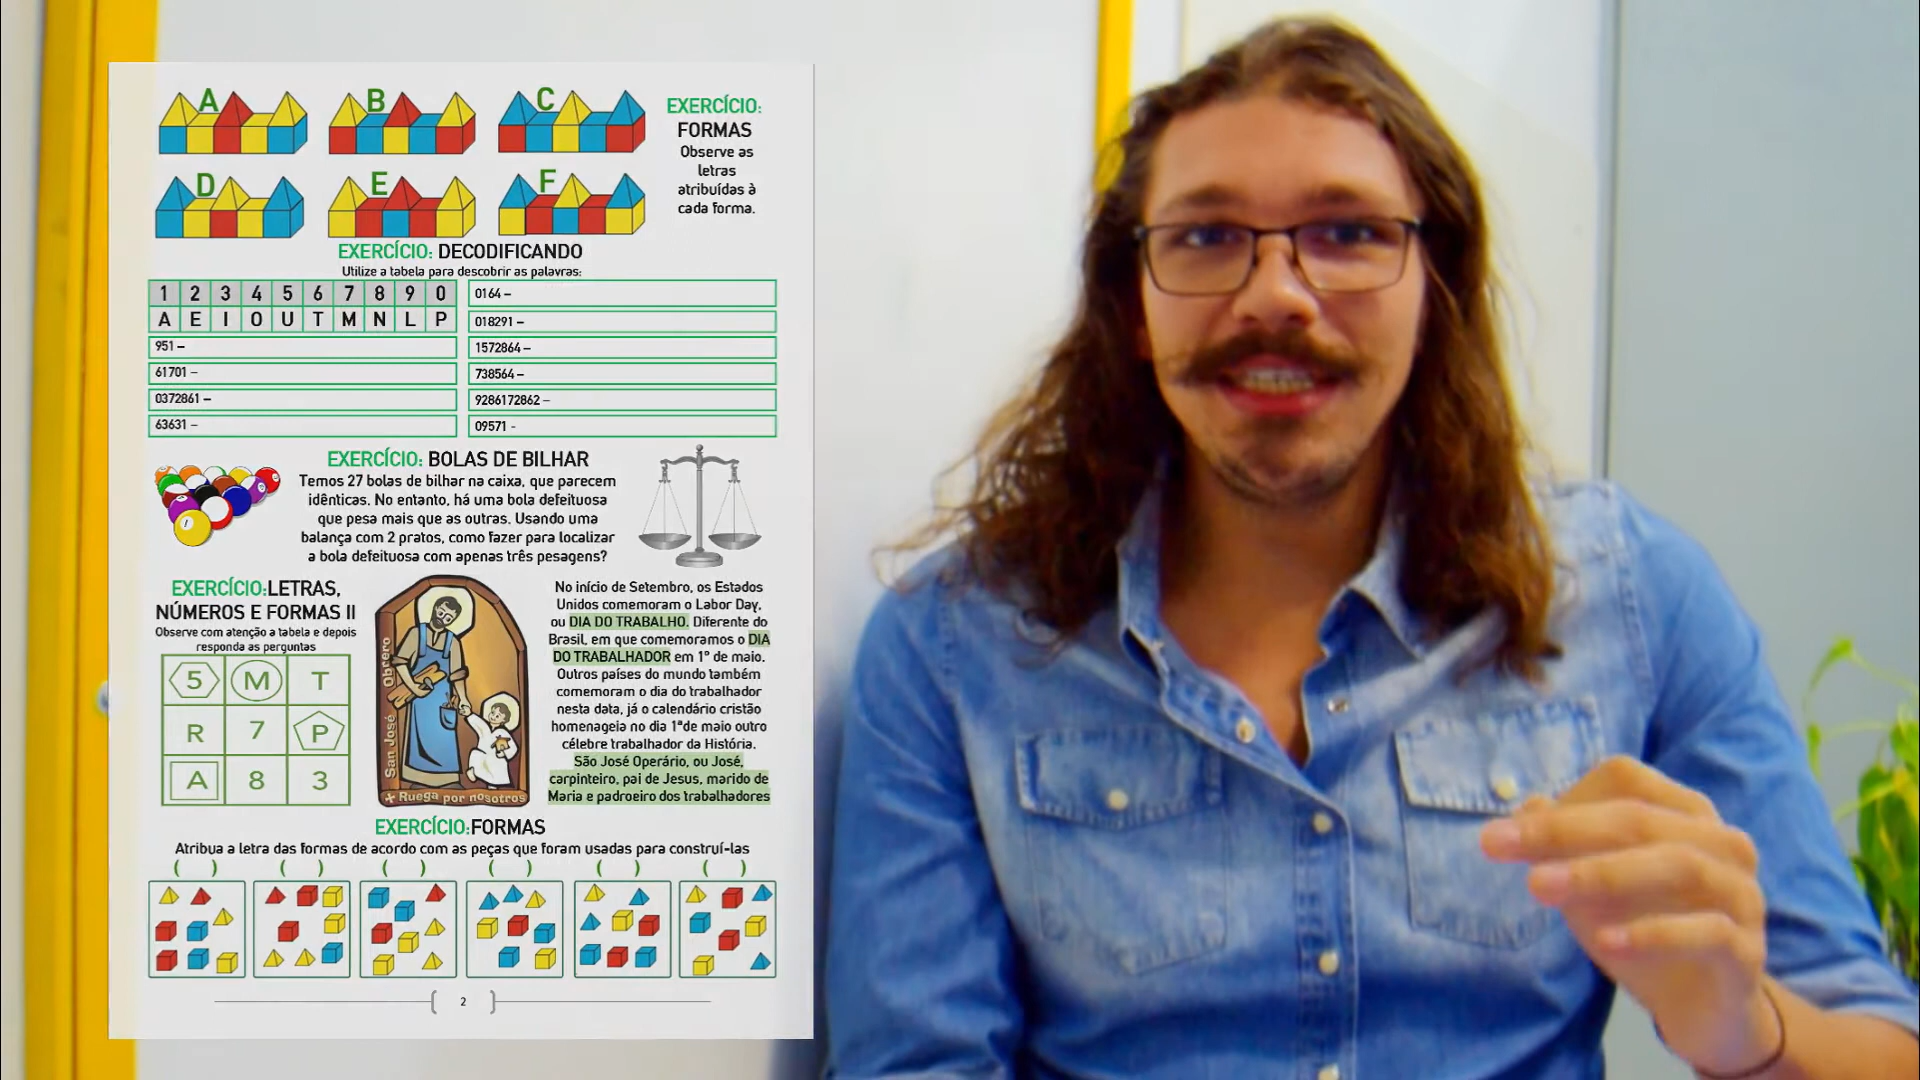 A
B
C
EXERCÍCIO:
FORMAS
Observe as
letras
atribuídas à
cada forma.
D
E
F
EXERCÍCIO: DECODIFICANDO
Utilize a tabela para descobrir as palavras:
1 2 3 4 5 6 7 8 9 0
A E I O U T M N L P
951 –
61701 –
0372861 –
63631 –
0164 –
018291 –
1572864 –
738564 –
9286172862 –
09571 -
EXERCÍCIO: BOLAS DE BILHAR
Temos 27 bolas de bilhar na caixa, que parecem
idênticas. No entanto, há uma bola defeituosa
que pesa mais que as outras. Usando uma
balança com 2 pratos, como fazer para localizar
a bola defeituosa com apenas três pesagens?
EXERCÍCIO:LETRAS,
NÚMEROS E FORMAS II
Observe com atenção a tabela e depois
responda as perguntas
5 M T
R 7 P
A 8 3
San José Obrero
+ Ruega por nosotros
No início de Setembro, os Estados
Unidos comemoram o Labor Day,
ou DIA DO TRABALHO. Diferente do
Brasil, em que comemoramos o DIA
DO TRABALHADOR em 1º de maio.
Outros países do mundo também
comemoram o dia do trabalhador
nesta data, já o calendário cristão
homenageia no dia 1ªde maio outro
célebre trabalhador da História.
São José Operário, ou José,
carpinteiro, pai de Jesus, marido de
Maria e padroeiro dos trabalhadores
EXERCÍCIO:FORMAS
Atribua a letra das formas de acordo com as peças que foram usadas para construí-las
( ) ( ) ( ) ( ) ( ) ( )
2